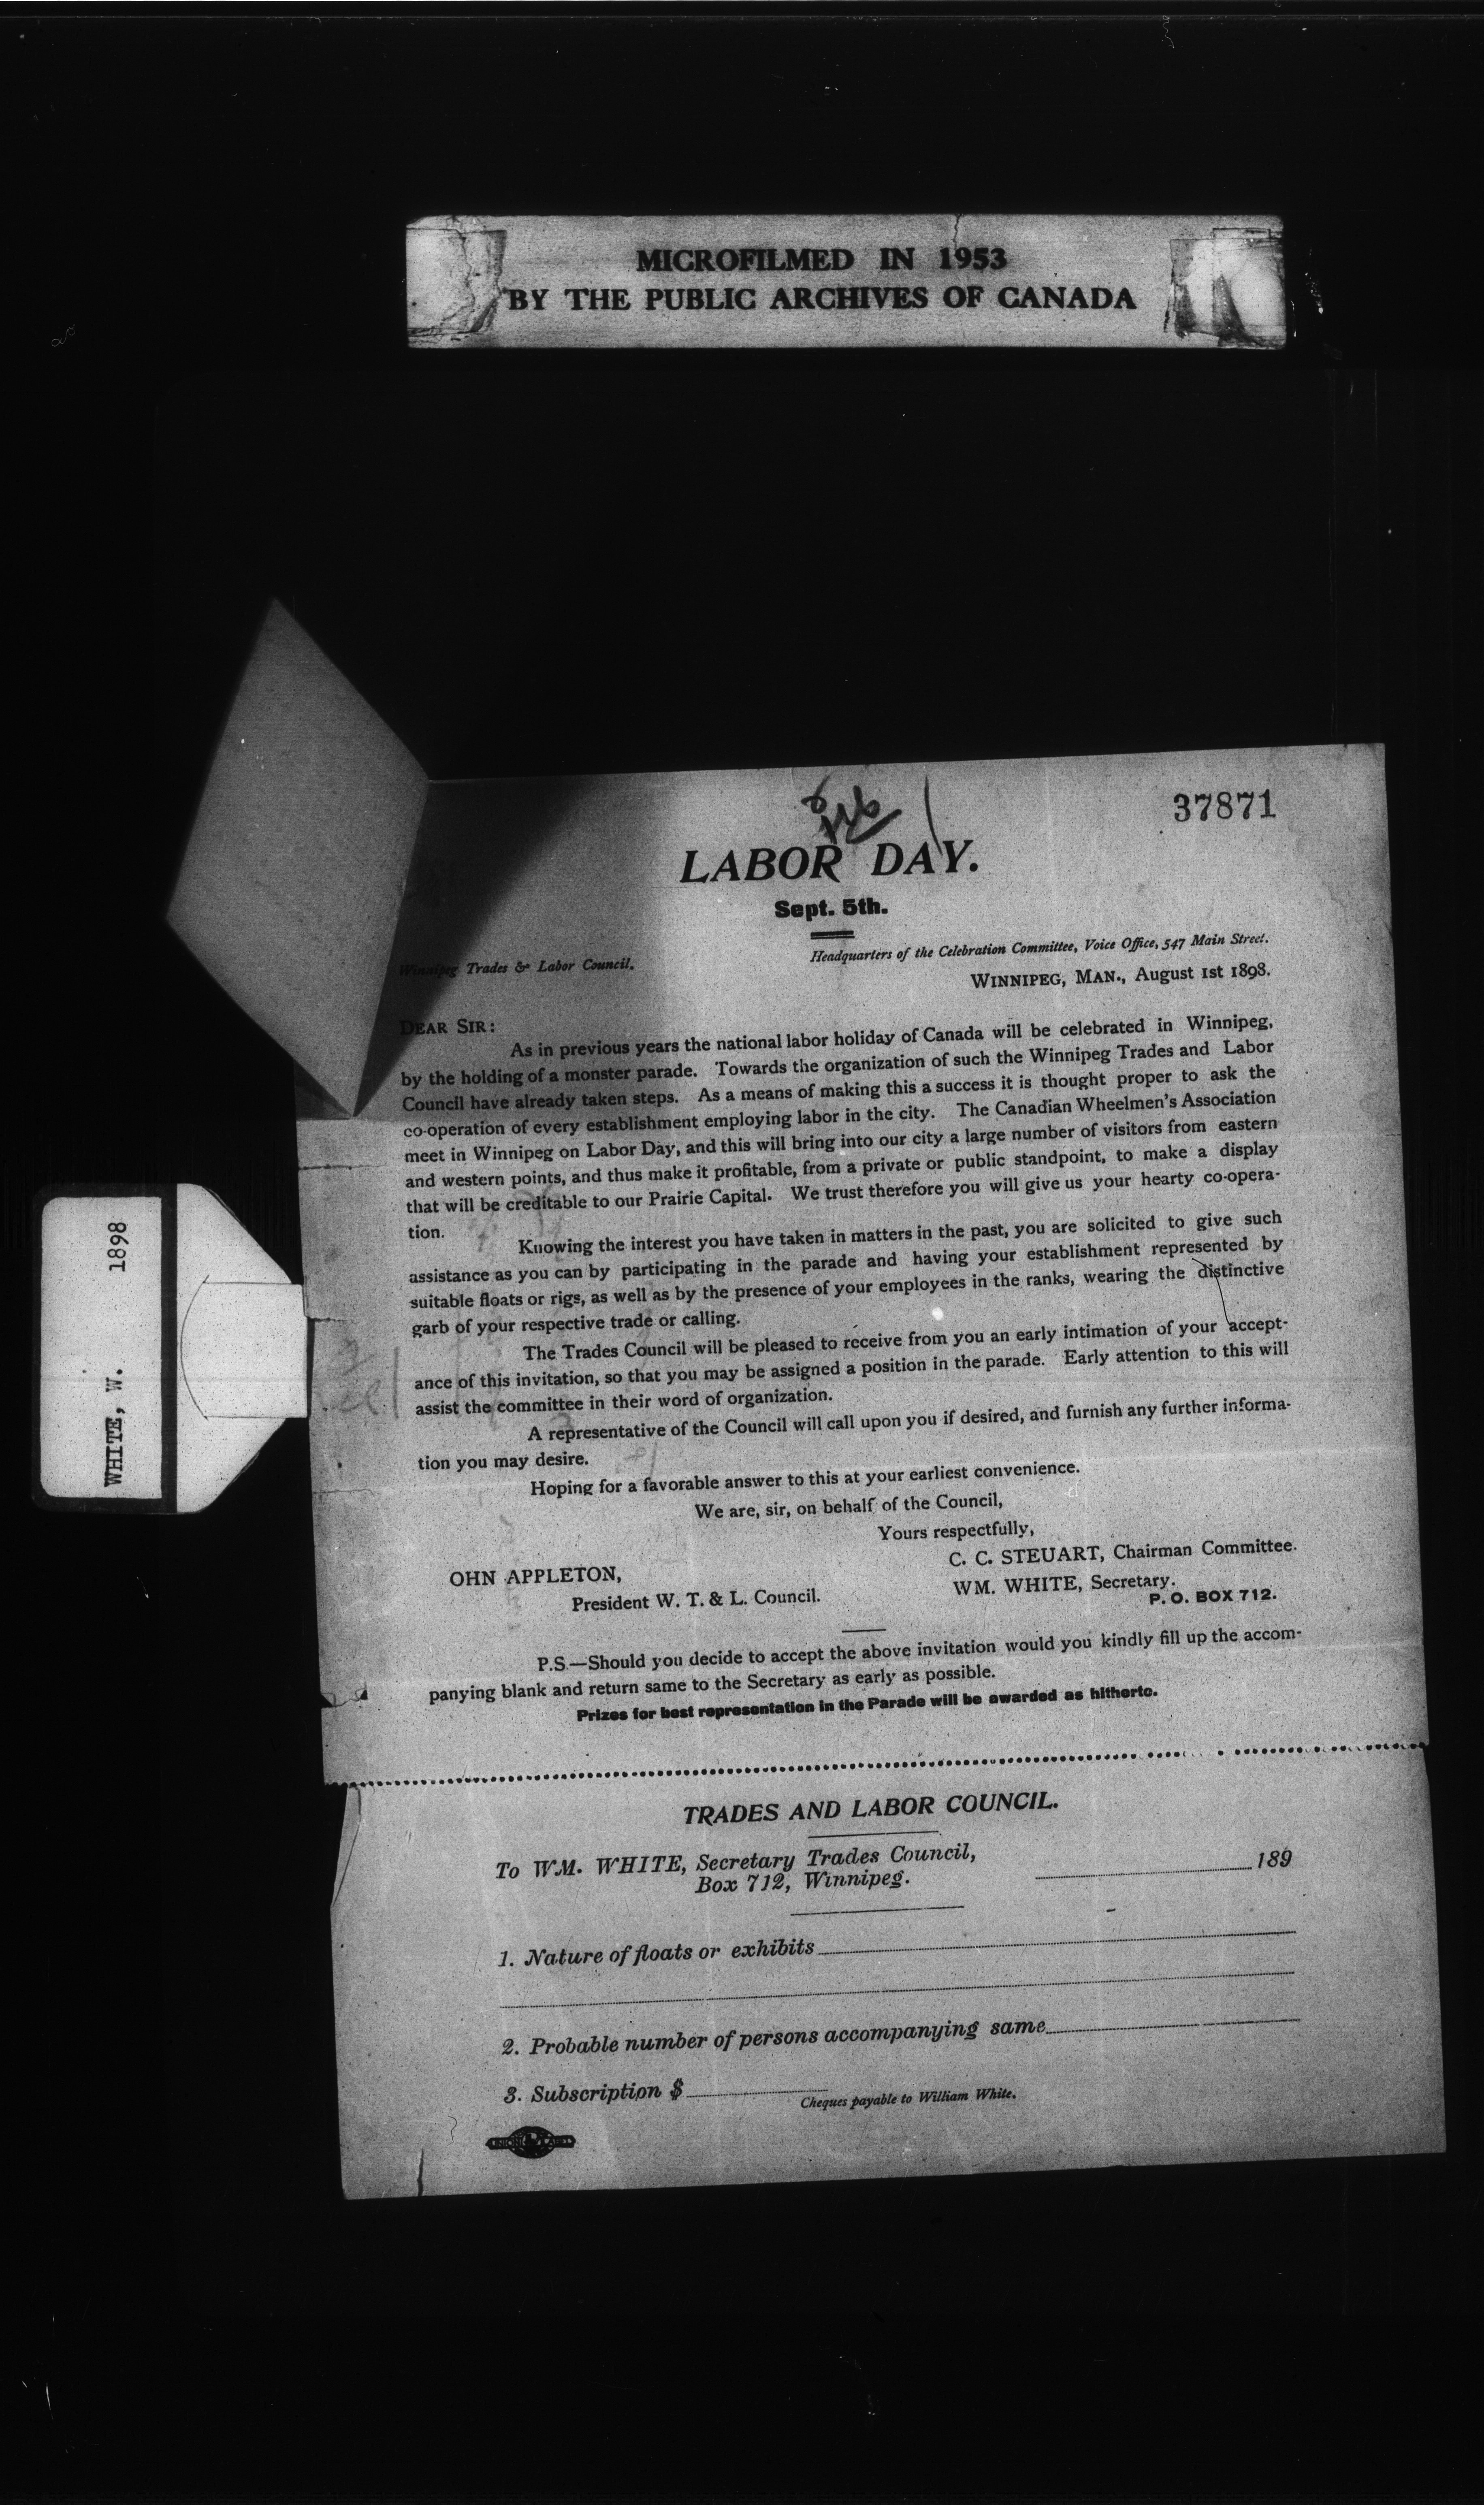 MICROFILMED IN 1953
BY THE PUBLIC ARCHIVES OF CANADA
37871
LABOR DAY.
Sept. 5th.
Winnipeg Trades & Labor Council.
Headquarters of the Celebration Committee, Voice Office, 547 Main Street.
WINNIPEG, MAN., August 1st 1898.
DEAR SIR:
As in previous years the national labor holiday of Canada will be celebrated in Winnipeg,
by the holding of a monster parade. Towards the organization of such the Winnipeg Trades and Labor
Council have already taken steps. As a means of making this a success it is thought proper to ask the
co-operation of every establishment employing labor in the city. The Canadian Wheelmen's Association
meet in Winnipeg on Labor Day, and this will bring into our city a large number of visitors from eastern
and western points, and thus make it profitable, from a private or public standpoint, to make a display
that will be creditable to our Prairie Capital. We trust therefore you will give us your hearty co-opera-
tion.
Knowing the interest you have taken in matters in the past, you are solicited to give such
assistance as you can by participating in the parade and having your establishment represented by
suitable floats or rigs, as well as by the presence of your employees in the ranks, wearing the distinctive
garb of your respective trade or calling.
The Trades Council will be pleased to receive from you an early intimation of your accept-
ance of this invitation, so that you may be assigned a position in the parade. Early attention to this will
assist the committee in their word of organization.
A representative of the Council will call upon you if desired, and furnish any further informa-
tion you may desire.
Hoping for a favorable answer to this at your earliest convenience.
We are, sir, on behalf of the Council,
Yours respectfully,
C. C. STEUART, Chairman Committee.
OHN APPLETON,
WM. WHITE, Secretary.
President W. T. & L. Council.
P. O. BOX 712.
P.S.—Should you decide to accept the above invitation would you kindly fill up the accom-
panying blank and return same to the Secretary as early as possible.
Prizes for best representation in the Parade will be awarded as hitherto.
TRADES AND LABOR COUNCIL.
To WM. WHITE, Secretary Trades Council,
Box 712, Winnipeg.
189
1. Nature of floats or exhibits
2. Probable number of persons accompanying same
3. Subscription $
Cheques payable to William White.
WHITE, W. 1898